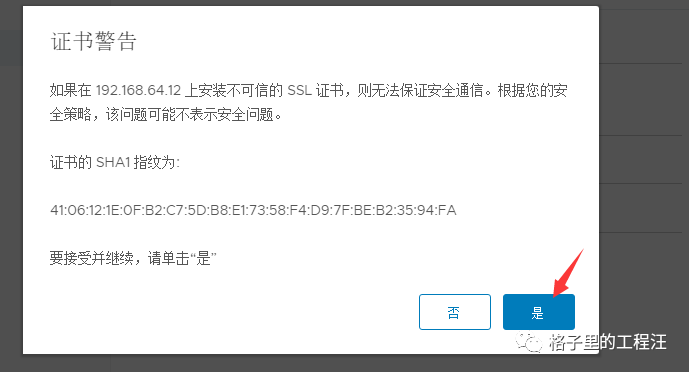 证书警告
如果在 192.168.64.12 上安装不可信的 SSL 证书，则无法保证安全通信。根据您的安
全策略，该问题可能不表示安全问题。
证书的 SHA1 指纹为：
41:06:12:1E:0F:B2:C7:5D:B8:E1:73:58:F4:D9:7F:BE:B2:35:94:FA
要接受并继续，请单击“是”
否
是
格子里的工程汪